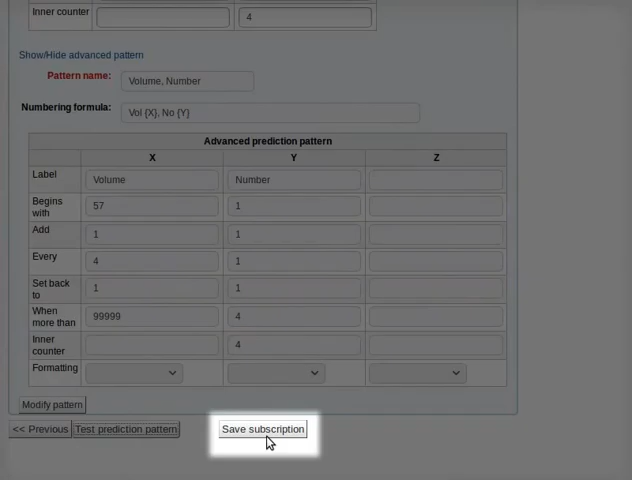 Inner counter 4
Show/Hide advanced pattern
Pattern name: Volume, Number
Numbering formula: Vol {X}, No {Y}
Advanced prediction pattern
X Y Z
Label Volume Number
Begins with 57 1
Add 1 1
Every 4 1
Set back to 1 1
When more than 99999 4
Inner counter 4
Formatting
Modify pattern
<< Previous Test prediction pattern Save subscription